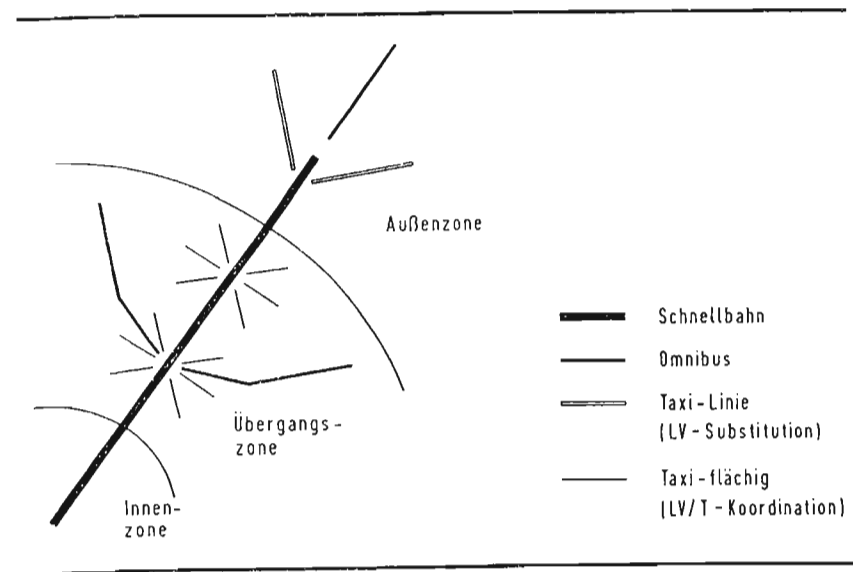 Außenzone
Übergangs-
zone
Innen-
zone
Schnellbahn
Omnibus
Taxi-Linie
(LV-Substitution)
Taxi-flächig
(LV/T-Koordination)